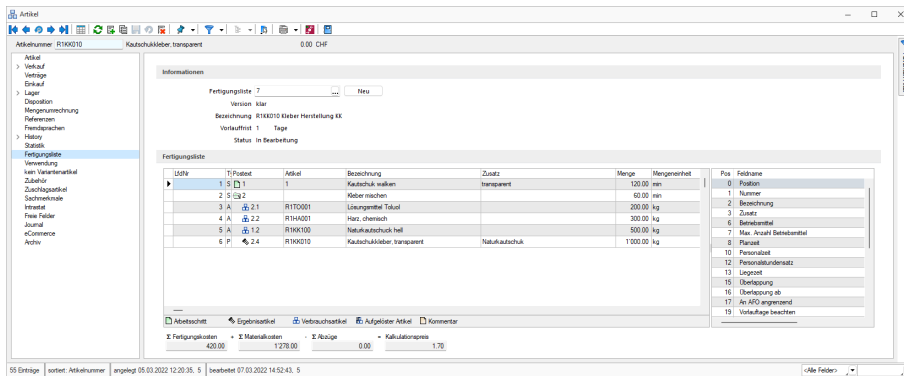 Artikel
Artikelnummer R1KK010 Kautschukkleber, transparent 0.00 CHF
Artikel
Verkauf
Verträge
Einkauf
Lager
Disposition
Mengenumrechnung
Referenzen
Fremdsprachen
History
Statistik
Fertigungsliste
Verwendung
kein Variantenartikel
Zubehör
Zuschlagsartikel
Sachmerkmale
Intrastat
Freie Felder
Journal
eCommerce
Archiv
Informationen
Fertigungsliste 7 ... Neu
Version klar
Bezeichnung R1KK010 Kleber Herstellung KK
Vorlauffrist 1 Tage
Status In Bearbeitung
Fertigungsliste
LfdNr Ty Postext Artikel Bezeichnung Zusatz Menge Mengeneinheit
1 S 1 1 Kautschuk walken transparent 120.00 min
2 S 2 Kleber mischen 60.00 min
3 A 2.1 R1TO001 Lösungsmittel Toluol 200.00 kg
4 A 2.2 R1HA001 Harz, chemisch 300.00 kg
5 A 1.2 R1KK100 Naturkautschuck hell 500.00 kg
6 P 2.4 R1KK010 Kautschukkleber, transparent Naturkautschuk 1'000.00 kg
Arbeitsschritt Ergebnisartikel Verbrauchsartikel Aufgelöster Artikel Kommentar
Σ Fertigungskosten + Σ Materialkosten - Σ Abzüge = Kalkulationspreis
420.00 1'278.00 0.00 1.70
Pos Feldname
0 Position
1 Nummer
2 Bezeichnung
3 Zusatz
6 Betriebsmittel
7 Max. Anzahl Betriebsmittel
8 Planzeit
10 Personalzeit
12 Personalstundensatz
13 Liegezeit
15 Überlappung
16 Überlappung ab
17 An AFO angrenzend
19 Vorlauftage beachten
55 Einträge sortiert: Artikelnummer angelegt 05.03.2022 12:20:35, 5 bearbeitet 07.03.2022 14:52:43, 5 <Alle Felder>